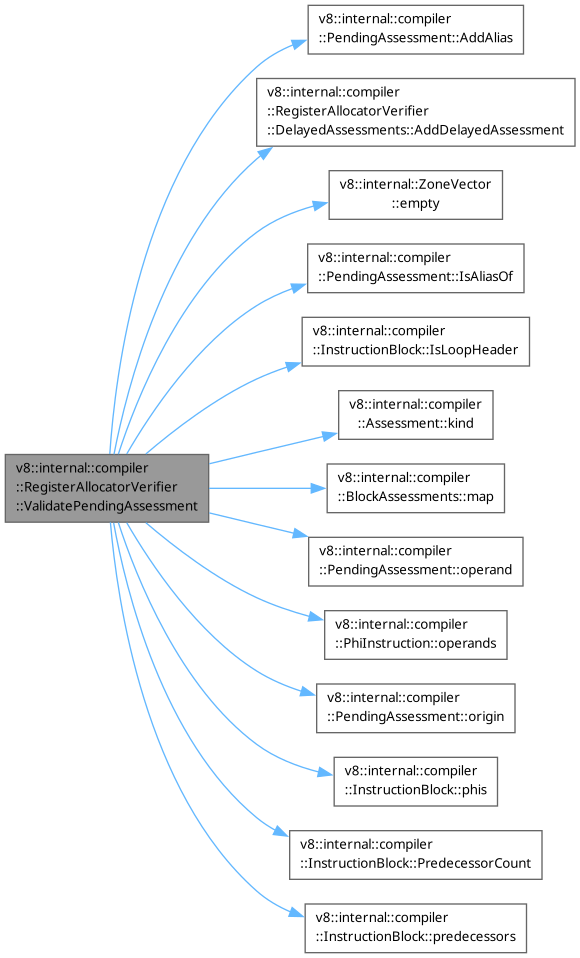 v8::internal::compiler
::PendingAssessment::AddAlias
v8::internal::compiler
::RegisterAllocatorVerifier
::DelayedAssessments::AddDelayedAssessment
v8::internal::ZoneVector
::empty
v8::internal::compiler
::PendingAssessment::IsAliasOf
v8::internal::compiler
::InstructionBlock::IsLoopHeader
v8::internal::compiler
::Assessment::kind
v8::internal::compiler
::RegisterAllocatorVerifier
::ValidatePendingAssessment
v8::internal::compiler
::BlockAssessments::map
v8::internal::compiler
::PendingAssessment::operand
v8::internal::compiler
::PhiInstruction::operands
v8::internal::compiler
::PendingAssessment::origin
v8::internal::compiler
::InstructionBlock::phis
v8::internal::compiler
::InstructionBlock::PredecessorCount
v8::internal::compiler
::InstructionBlock::predecessors